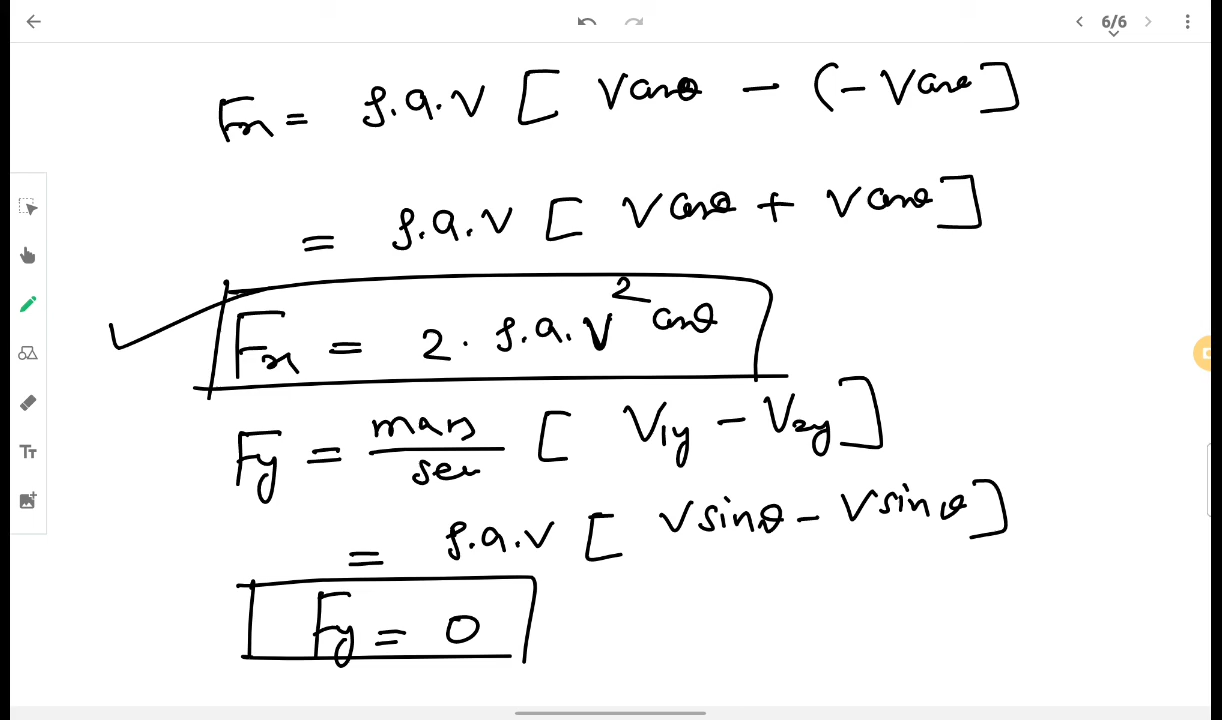 6/6
Fx = ρ.a.v [ Vcosθ - (- Vcosθ ]
= ρ.a.v [ Vcosθ + Vcosθ ]
Fx = 2. ρ.a.v² cosθ
Fy = mass/sec [ V1y - V2y ]
= ρ.a.v [ Vsinθ - Vsinθ ]
Fy = 0
Tт